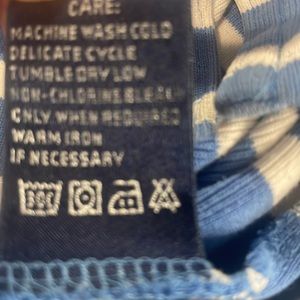 CARE:
MACHINE WASH COLD
DELICATE CYCLE
TUMBLE DRY LOW
NON-CHLORINE BLEACH
ONLY WHEN REQUIRED
WARM IRON
IF NECESSARY